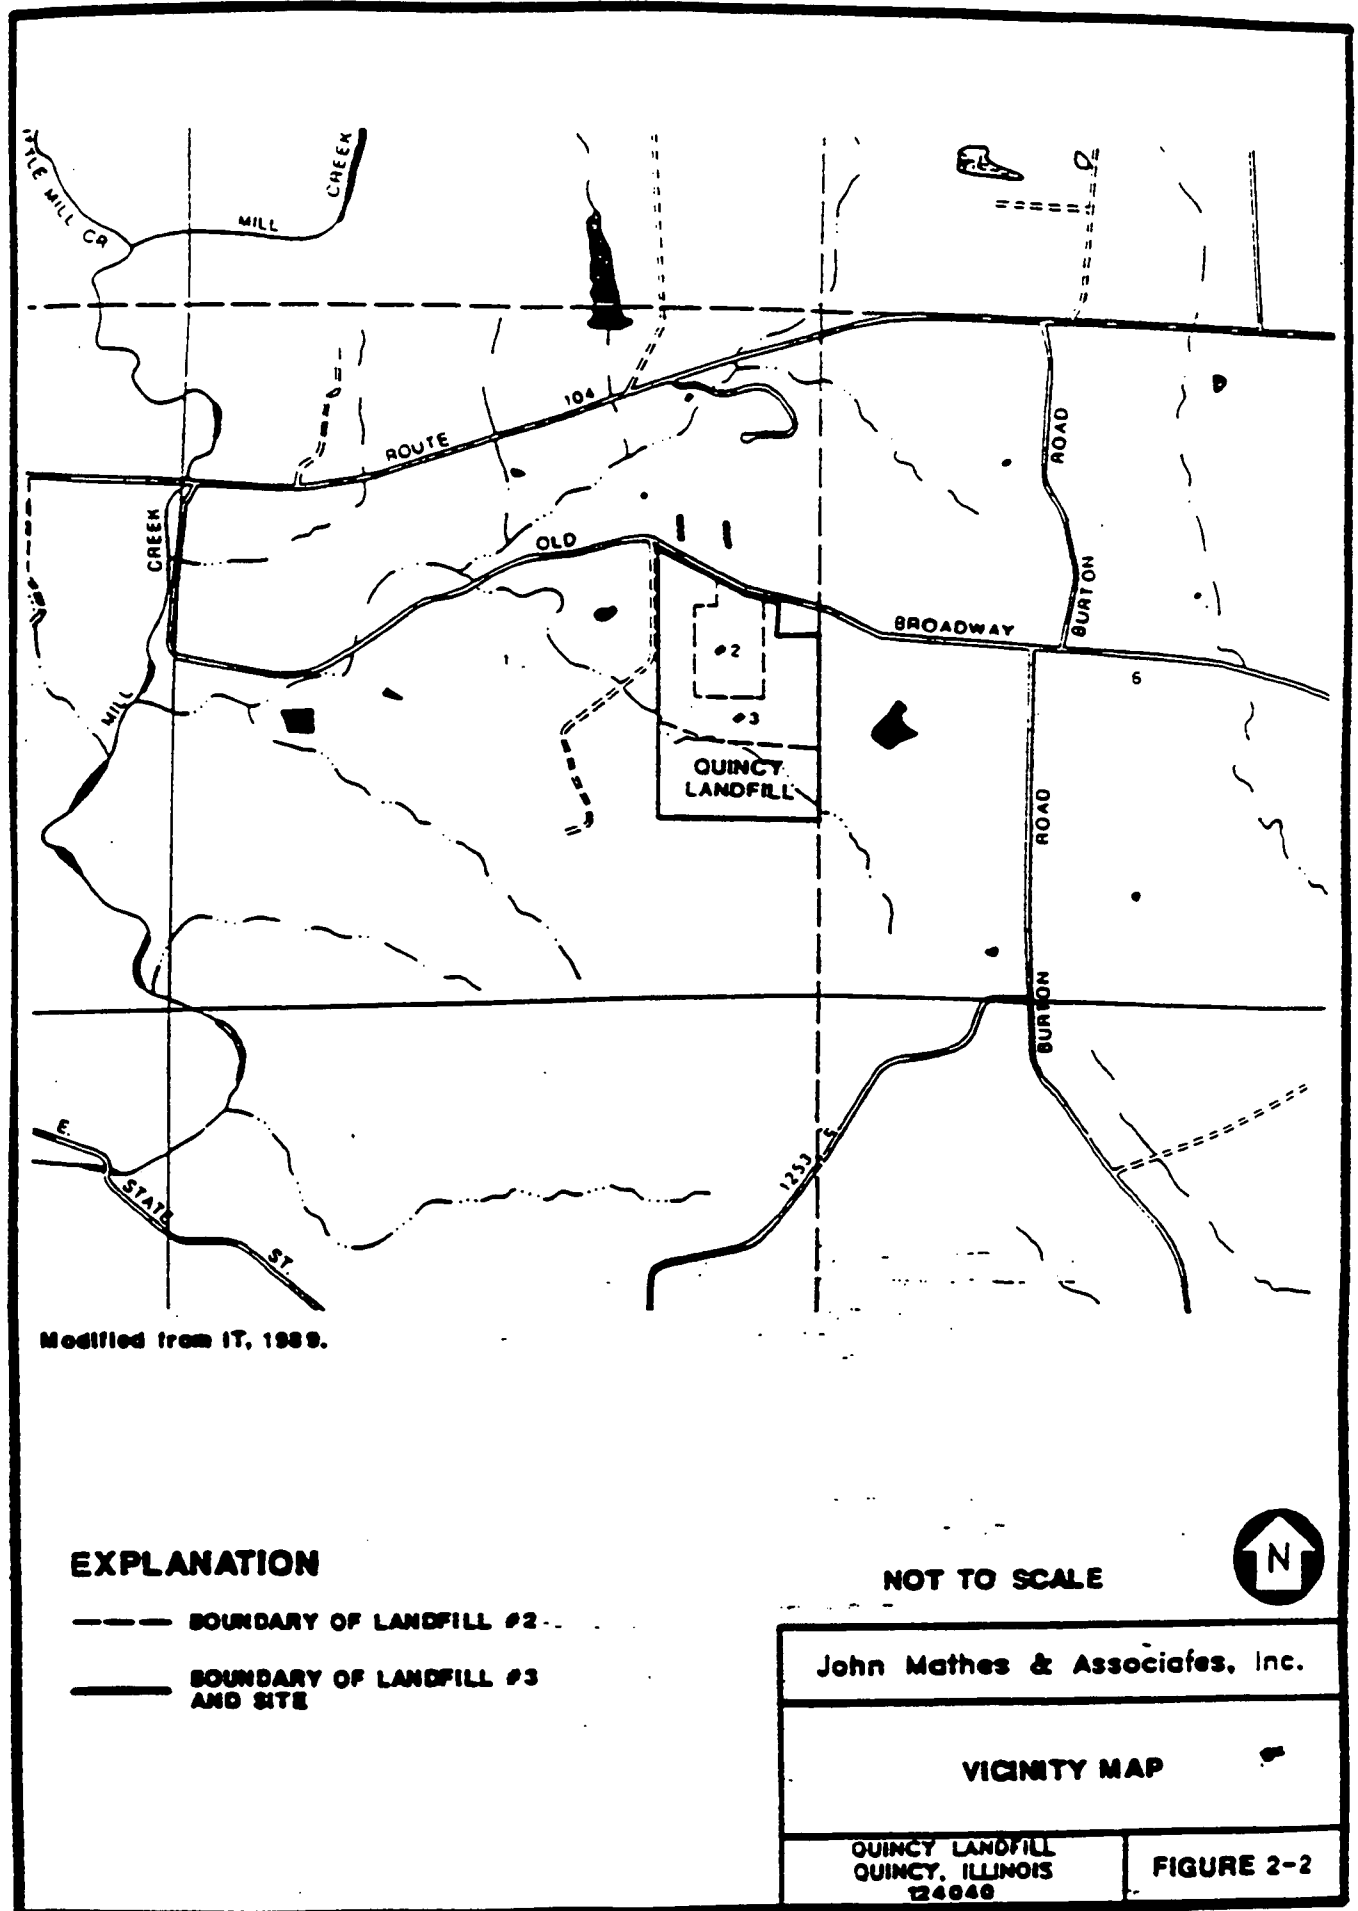 CREEK
MILL
MILL CR
104
ROUTE
ROAD
CREEK
OLD
BURTON
BROADWAY
#2
6
MILL
#3
QUINCY
LANDFILL
ROAD
BURTON
E.
1253 S
STATE
ST.
Modified from IT, 1989.
EXPLANATION
BOUNDARY OF LANDFILL #2
BOUNDARY OF LANDFILL #3
AND SITE
NOT TO SCALE
N
John Mathes & Associates, Inc.
VICINITY MAP
QUINCY LANDFILL
QUINCY, ILLINOIS
124040
FIGURE 2-2